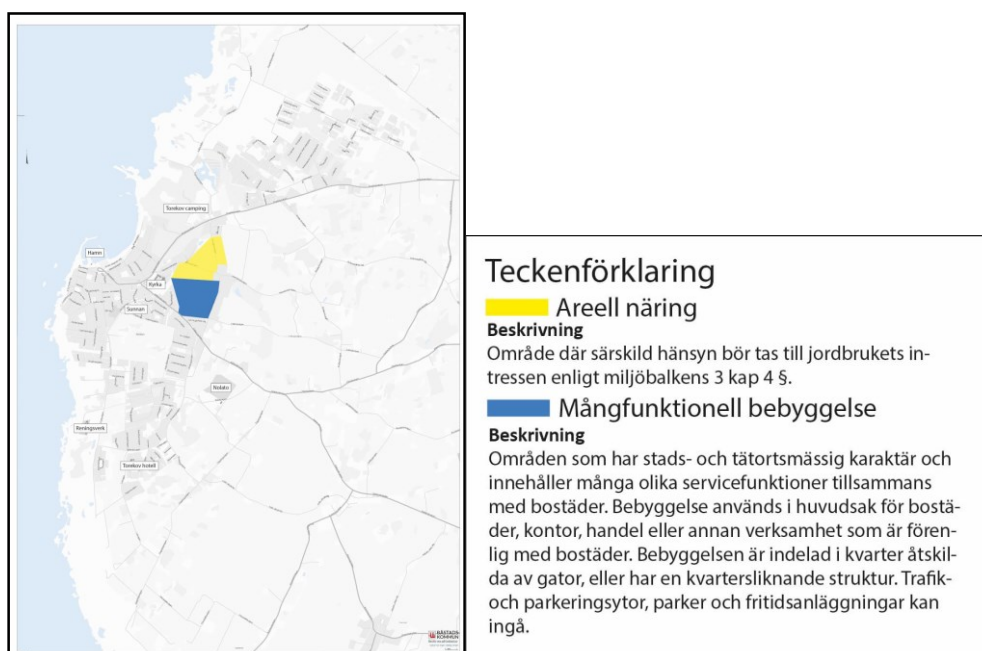 Torekov camping
Hamn
Kyrka
Svenian
Nolato
Reningsverk
Torekov hotell
BÅSTADS
KOMMUN
Teckenförklaring
Areell näring
Beskrivning
Område där särskild hänsyn bör tas till jordbrukets in-
tressen enligt miljöbalkens 3 kap 4 §.
Mångfunktionell bebyggelse
Beskrivning
Områden som har stads- och tätortsmässig karaktär och
innehåller många olika servicefunktioner tillsammans
med bostäder. Bebyggelse används i huvudsak för bostä-
der, kontor, handel eller annan verksamhet som är fören-
lig med bostäder. Bebyggelsen är indelad i kvarter åtskil-
da av gator, eller har en kvartersliknande struktur. Trafik-
och parkeringsytor, parker och fritidsanläggningar kan
ingå.